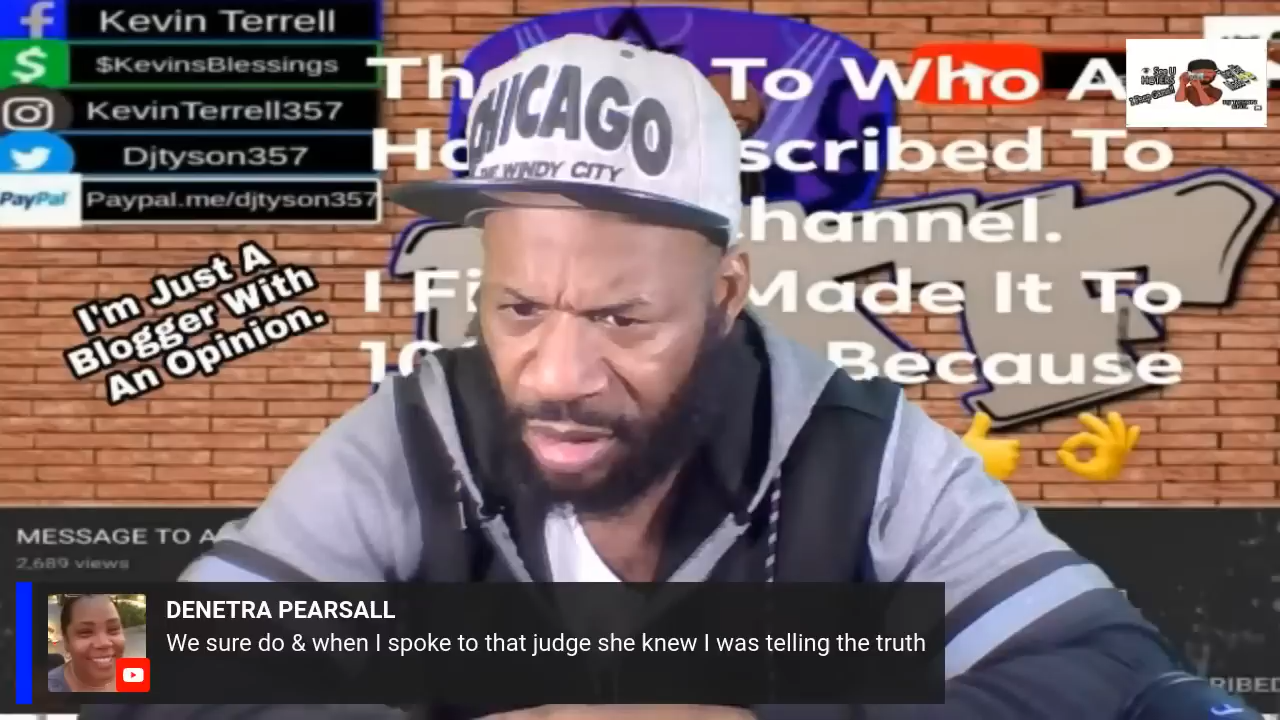 Kevin Terrell
$KevinsBlessings
KevinTerrell357
Djtyson357
PayPal
Paypal.me/djtyson357
I'm Just A
Blogger With
An Opinion.
CHICAGO
THE WINDY CITY
To Who
scribed To
hannel.
I Fi Made It To
Because
MESSAGE TO A
2,689 views
DENETRA PEARSALL
We sure do & when I spoke to that judge she knew I was telling the truth